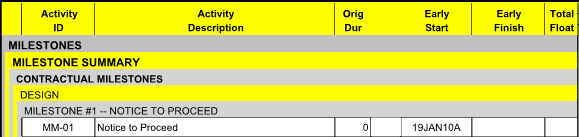 Activity ID Activity Description Orig Dur Early Start Early Finish Total Float
MILESTONES
MILESTONE SUMMARY
CONTRACTUAL MILESTONES
DESIGN
MILESTONE #1 -- NOTICE TO PROCEED
MM-01 Notice to Proceed 0 19JAN10A